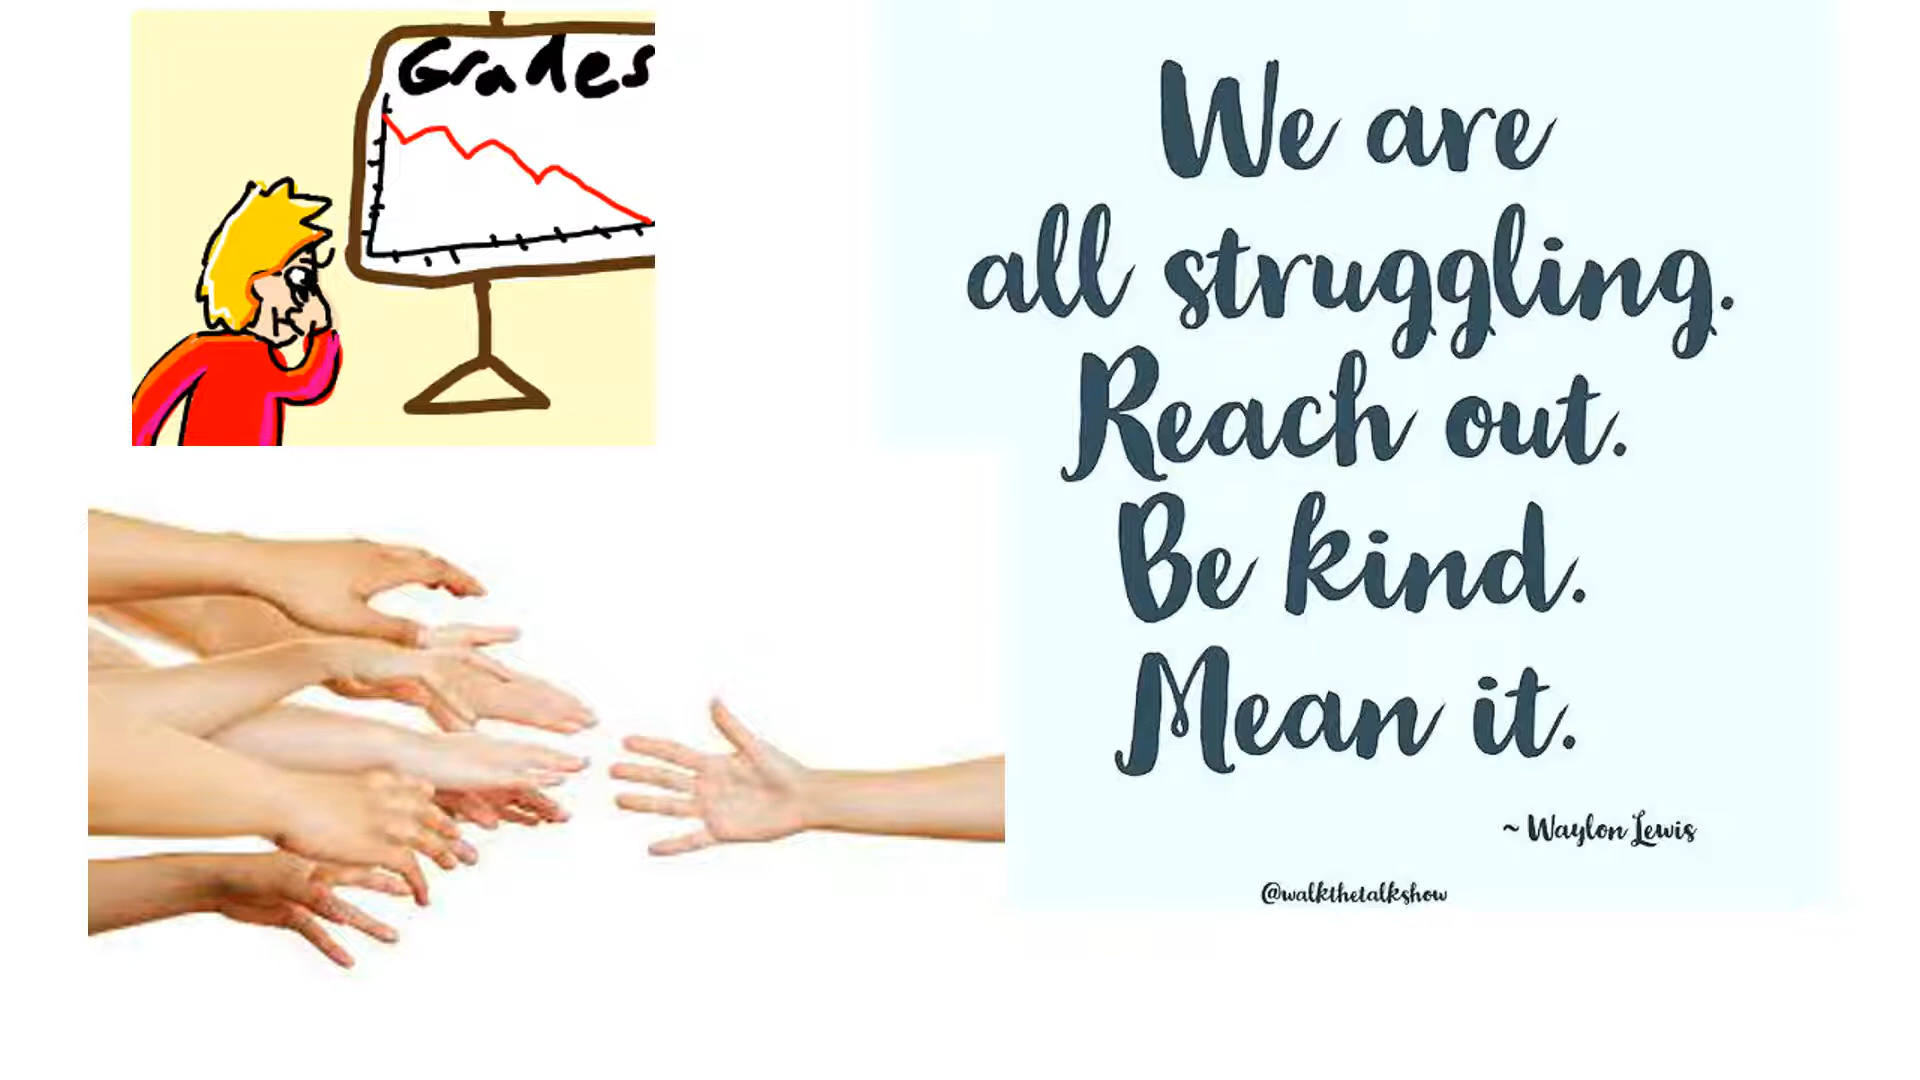 Grades
We are
all struggling.
Reach out.
Be kind.
Mean it.
~ Waylon Lewis
@walkthetalkshow